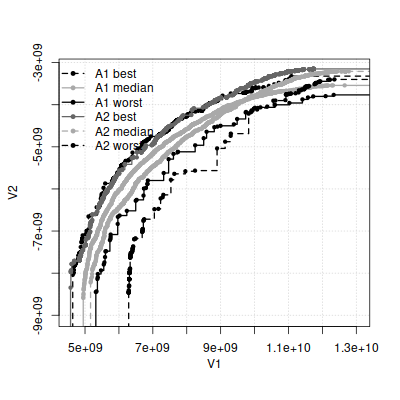 -3e+09
A1 best
A1 median
A1 worst
A2 best
A2 median
A2 worst
-5e+09
V2
-7e+09
-9e+09
5e+09 7e+09 9e+09 1.1e+10 1.3e+10
V1